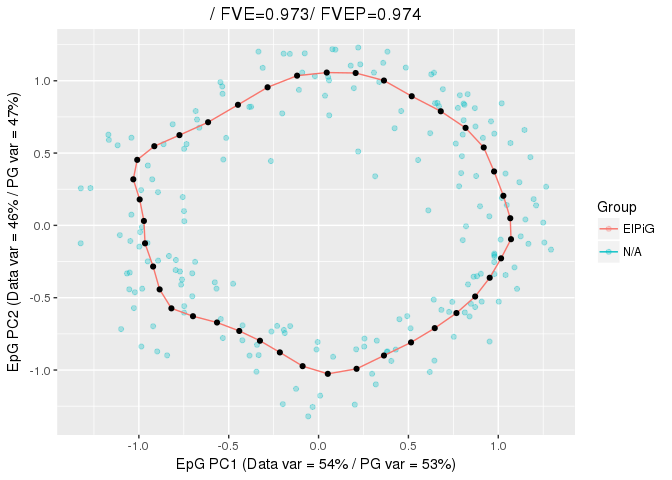 / FVE=0.973/ FVEP=0.974
EpG PC2 (Data var = 46% / PG var = 47%)
1.0
0.5
0.0
-0.5
-1.0
-1.0 -0.5 0.0 0.5 1.0
EpG PC1 (Data var = 54% / PG var = 53%)
Group
ElPiG
N/A